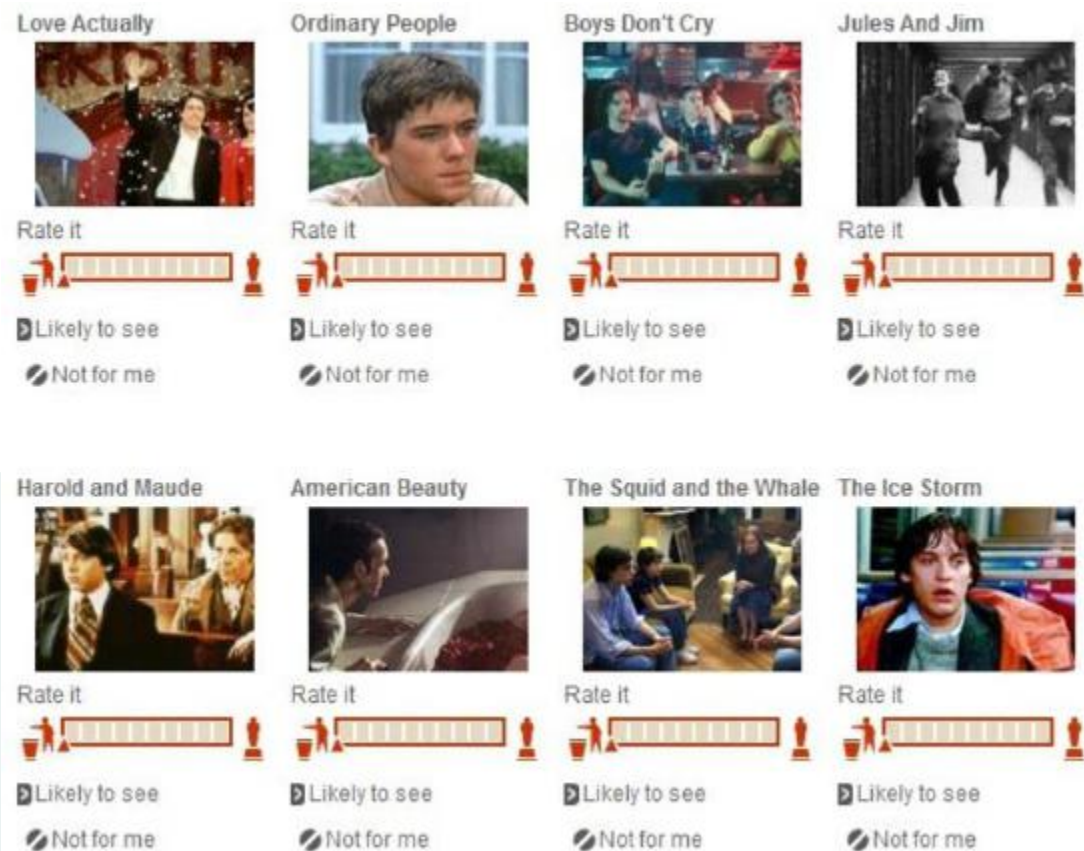 Love Actually
Ordinary People
Boys Don't Cry
Jules And Jim
Rate it
Rate it
Rate it
Rate it
Likely to see
Likely to see
Likely to see
Likely to see
Not for me
Not for me
Not for me
Not for me
Harold and Maude
American Beauty
The Squid and the Whale
The Ice Storm
Rate it
Rate it
Rate it
Rate it
Likely to see
Likely to see
Likely to see
Likely to see
Not for me
Not for me
Not for me
Not for me